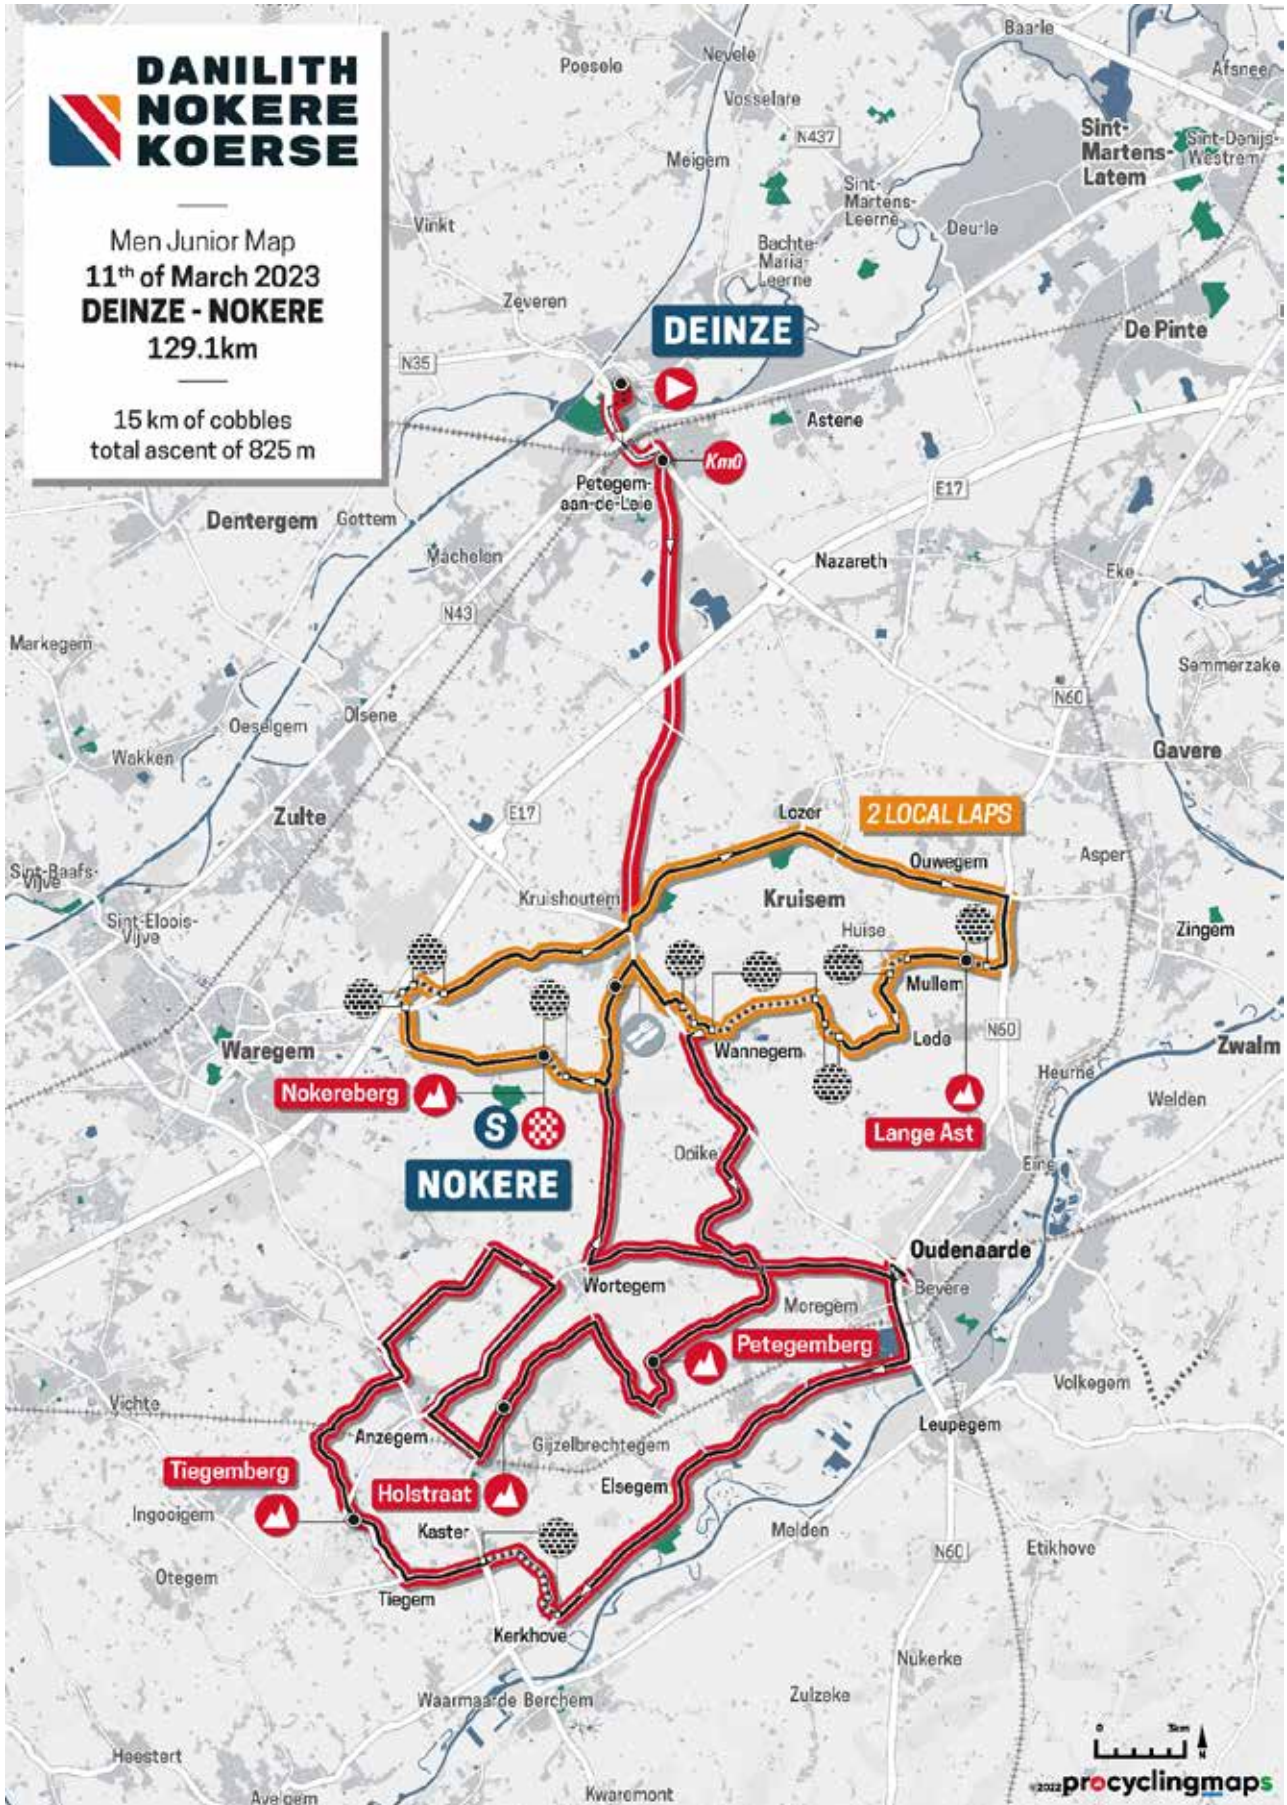 DANILITH
NOKERE
KOERSE
Men Junior Map
11th of March 2023
DEINZE - NOKERE
129.1km
15 km of cobbles
total ascent of 825 m
Baarle
Nevele
Poesele
Afsnee
Vosselare
N437
Sint-
Martens-
Latem
Sint-Denijs-
Westrem
Meigem
Sint-
Martens-
Leerne
Vinkt
Deurle
Bachte-
Maria-
Leerne
Zeveren
DEINZE
De Pinte
N35
Astene
Km0
Petegem-
aan-de-Leie
E17
Dentergem
Gottem
Machelen
Nazareth
Eke
N43
Markegem
Semmerzake
N60
Olsene
Oeselgem
Gavere
Wakken
E17
Lozer
2 LOCAL LAPS
Zulte
Ouwegem
Asper
Sint-Baafs-
Vijve
Kruishoutem
Kruisem
Sint-Eloois-
Vijve
Huise
Zingem
Mullem
N60
Waregem
Wannegem
Lede
Zwalm
Heurne
Nokereberg
Welden
S
Lange Ast
Ooike
NOKERE
Eine
Oudenaarde
Wortegem
Bevere
Moregem
Petegemberg
Volkegem
Vichte
Leupegem
Anzegem
Gijzelbrechtegem
Tiegemberg
Elsegem
Holstraat
Ingooigem
Kaster
Melden
N60
Etikhove
Otegem
Tiegem
Kerkhove
Nukerke
Waarmaarde
Berchem
Zulzeke
Heestert
0
3km
N
©2022 procyclingmaps
Avelgem
Kwaremont